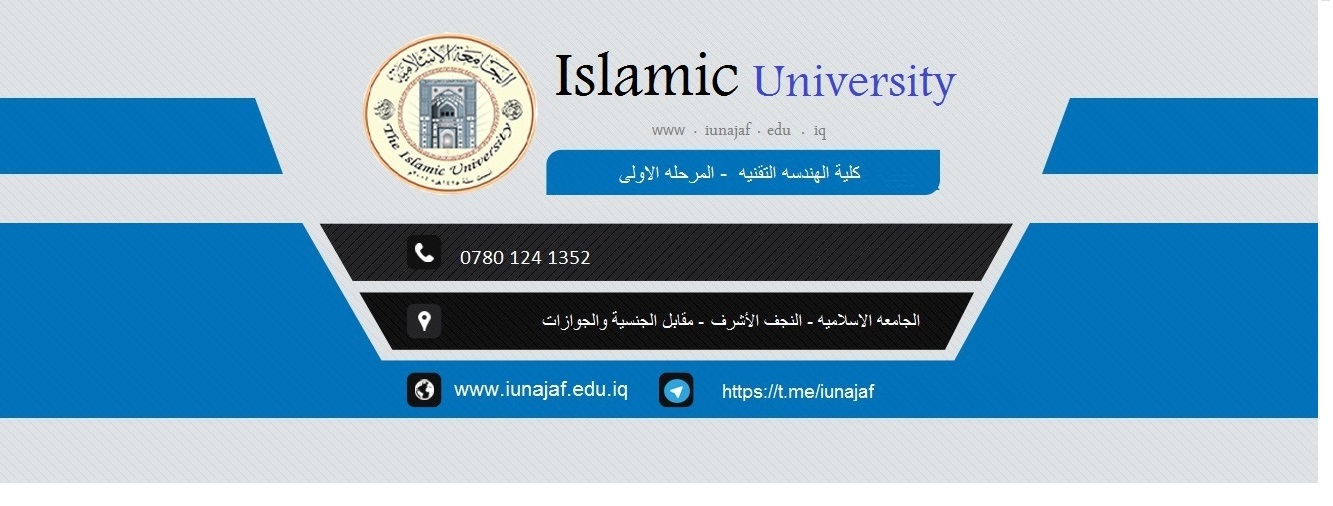 الجامعة الإسلامية
The Islamic University
Islamic University
www . iunajaf . edu . iq
كلية الهندسه التقنيه - المرحله الاولى
0780 124 1352
الجامعه الاسلاميه - النجف الأشرف - مقابل الجنسية والجوازات
www.iunajaf.edu.iq
https://t.me/iunajaf